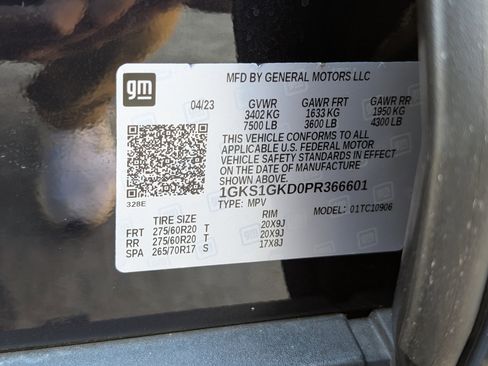 gm
MFD BY GENERAL MOTORS LLC
04/23 GVWR GAWR FRT GAWR RR
3402 KG 1633 KG 1950 KG
7500 LB 3600 LB 4300 LB
THIS VEHICLE CONFORMS TO ALL
APPLICABLE U.S. FEDERAL MOTOR
VEHICLE SAFETY STANDARDS IN EFFECT
ON THE DATE OF MANUFACTURE
SHOWN ABOVE.
1GKS1GKD0PR366601
328E TYPE: MPV MODEL: 01TC10906
TIRE SIZE RIM
FRT 275/60R20 T 20X9J
RR 275/60R20 T 20X9J
SPA 265/70R17 S 17X8J